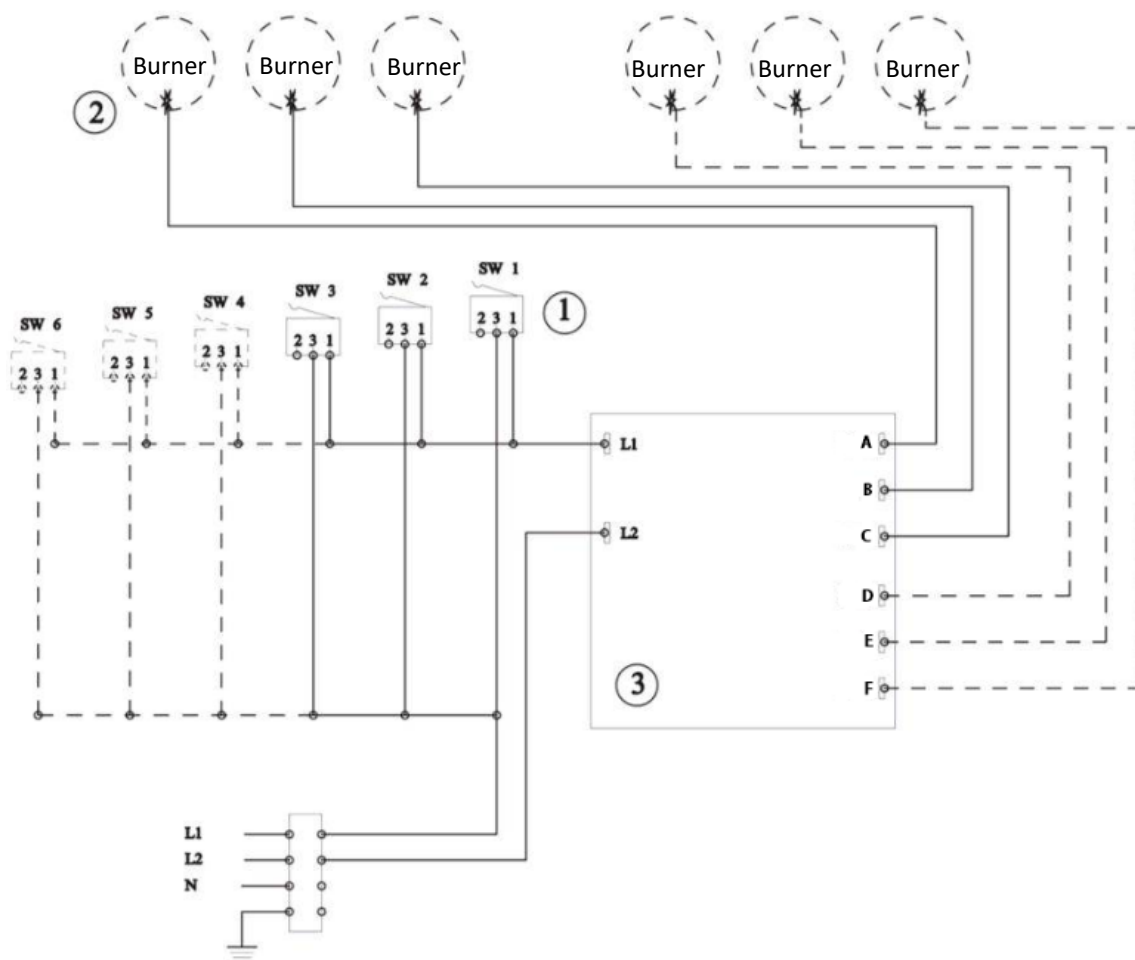 Burner Burner Burner Burner Burner Burner
2
SW 1
SW 2
SW 3
SW 4
SW 5
SW 6
1
2 3 1
2 3 1
2 3 1
2 3 1
2 3 1
2 3 1
L1 A
B
L2 C
D
E
3 F
L1
L2
N